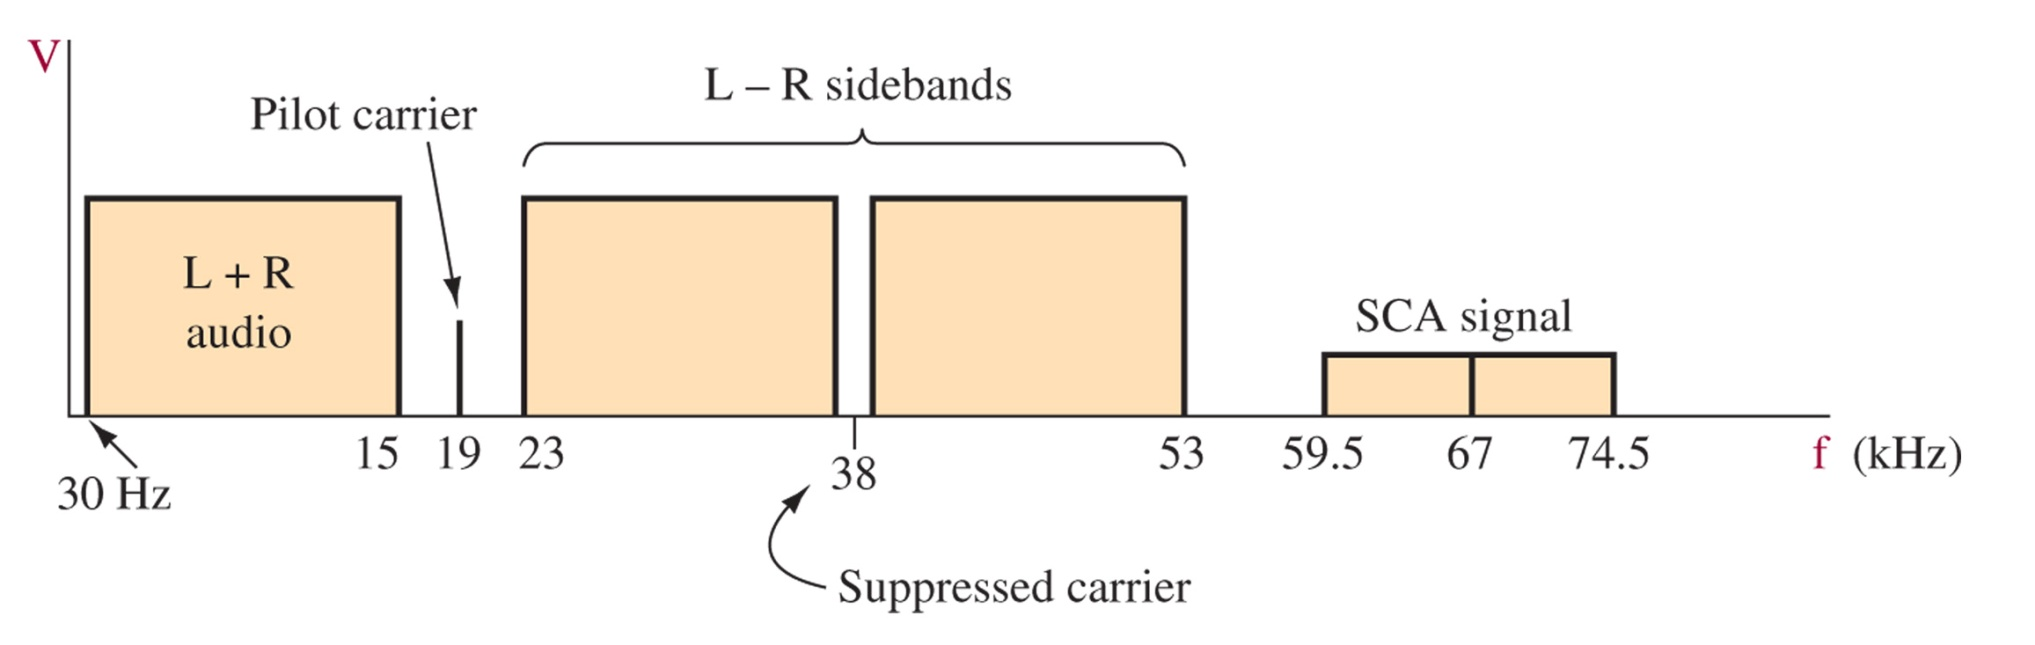 V
L – R sidebands
Pilot carrier
L + R
audio
SCA signal
15 19 23 38 53 59.5 67 74.5 f (kHz)
30 Hz
Suppressed carrier